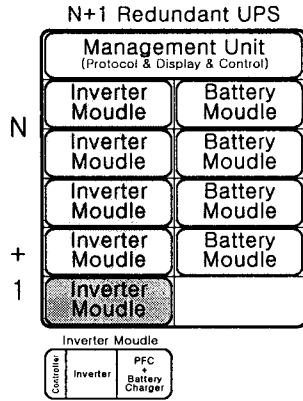 N+1 Redundant UPS
Management Unit
(Protocol & Display & Control)
Inverter
Moudle
Battery
Moudle
N
Inverter
Moudle
Battery
Moudle
Inverter
Moudle
Battery
Moudle
Inverter
Moudle
Battery
Moudle
+
1
Inverter
Moudle
Inverter Moudle
Controller
Inverter
PFC
+
Battery
Charger